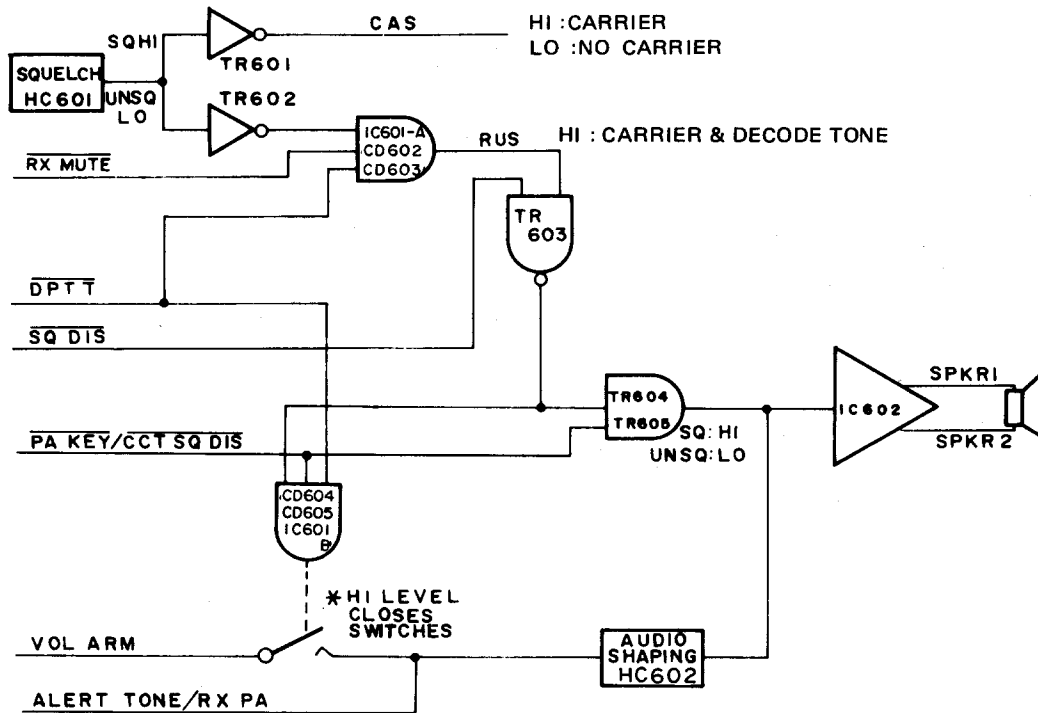 CAS
HI :CARRIER
LO :NO CARRIER
SQHI
TR601
SQUELCH
HC601
UNSQ
LO
TR602
IC601-A
CD602
CD603
RUS
HI : CARRIER & DECODE TONE
RX MUTE
TR
603
DPTT
SQ DIS
TR604
TR605
SQ: HI
UNSQ: LO
IC602
SPKR1
SPKR 2
PA KEY/CCT SQ DIS
CD604
CD605
IC601
B
*HI LEVEL
CLOSES
SWITCHES
VOL ARM
AUDIO
SHAPING
HC602
ALERT TONE/RX PA